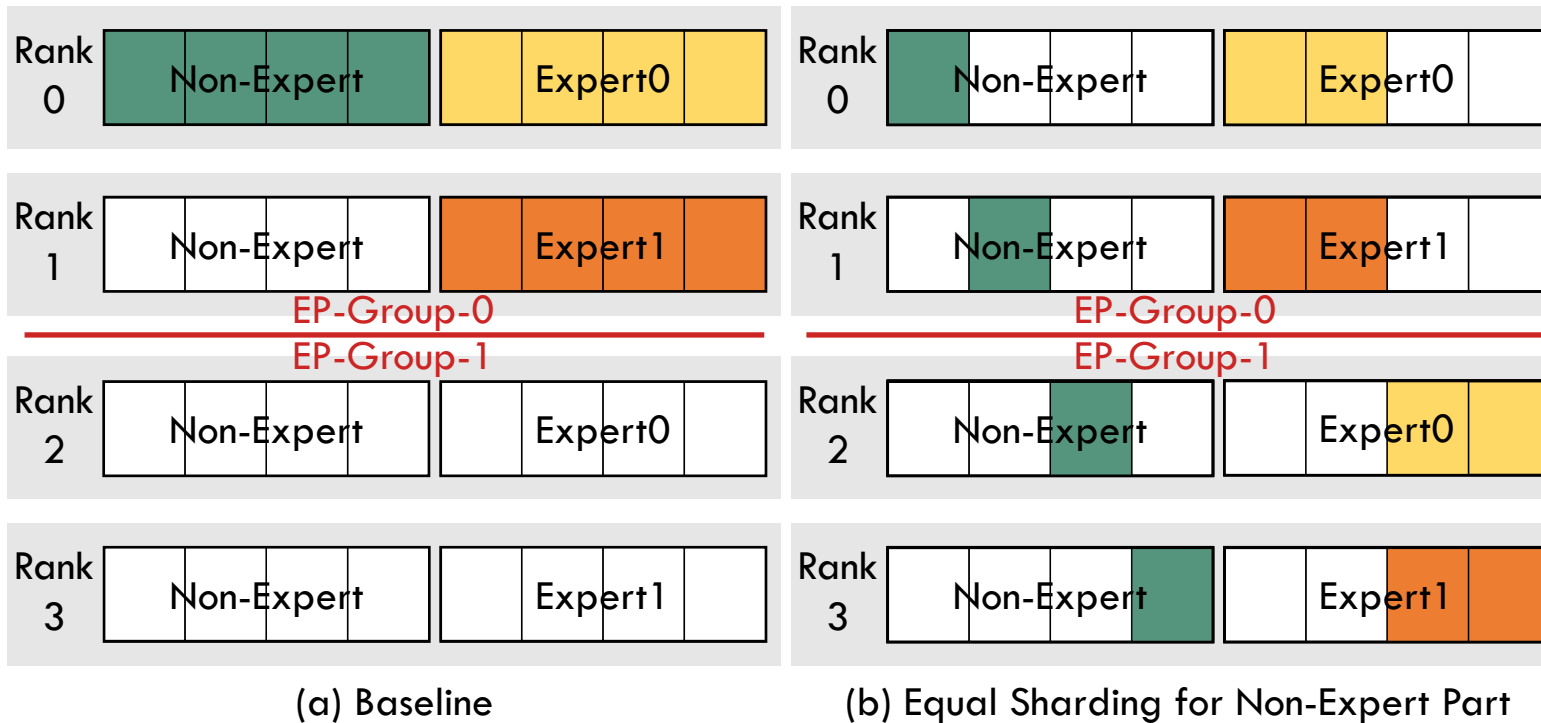 Rank
0
Non-Expert
Expert0
Rank
1
Non-Expert
Expert1
EP-Group-0
EP-Group-1
Rank
2
Non-Expert
Expert0
Rank
3
Non-Expert
Expert1
(a) Baseline
Rank
0
Non-Expert
Expert0
Rank
1
Non-Expert
Expert1
EP-Group-0
EP-Group-1
Rank
2
Non-Expert
Expert0
Rank
3
Non-Expert
Expert1
(b) Equal Sharding for Non-Expert Part